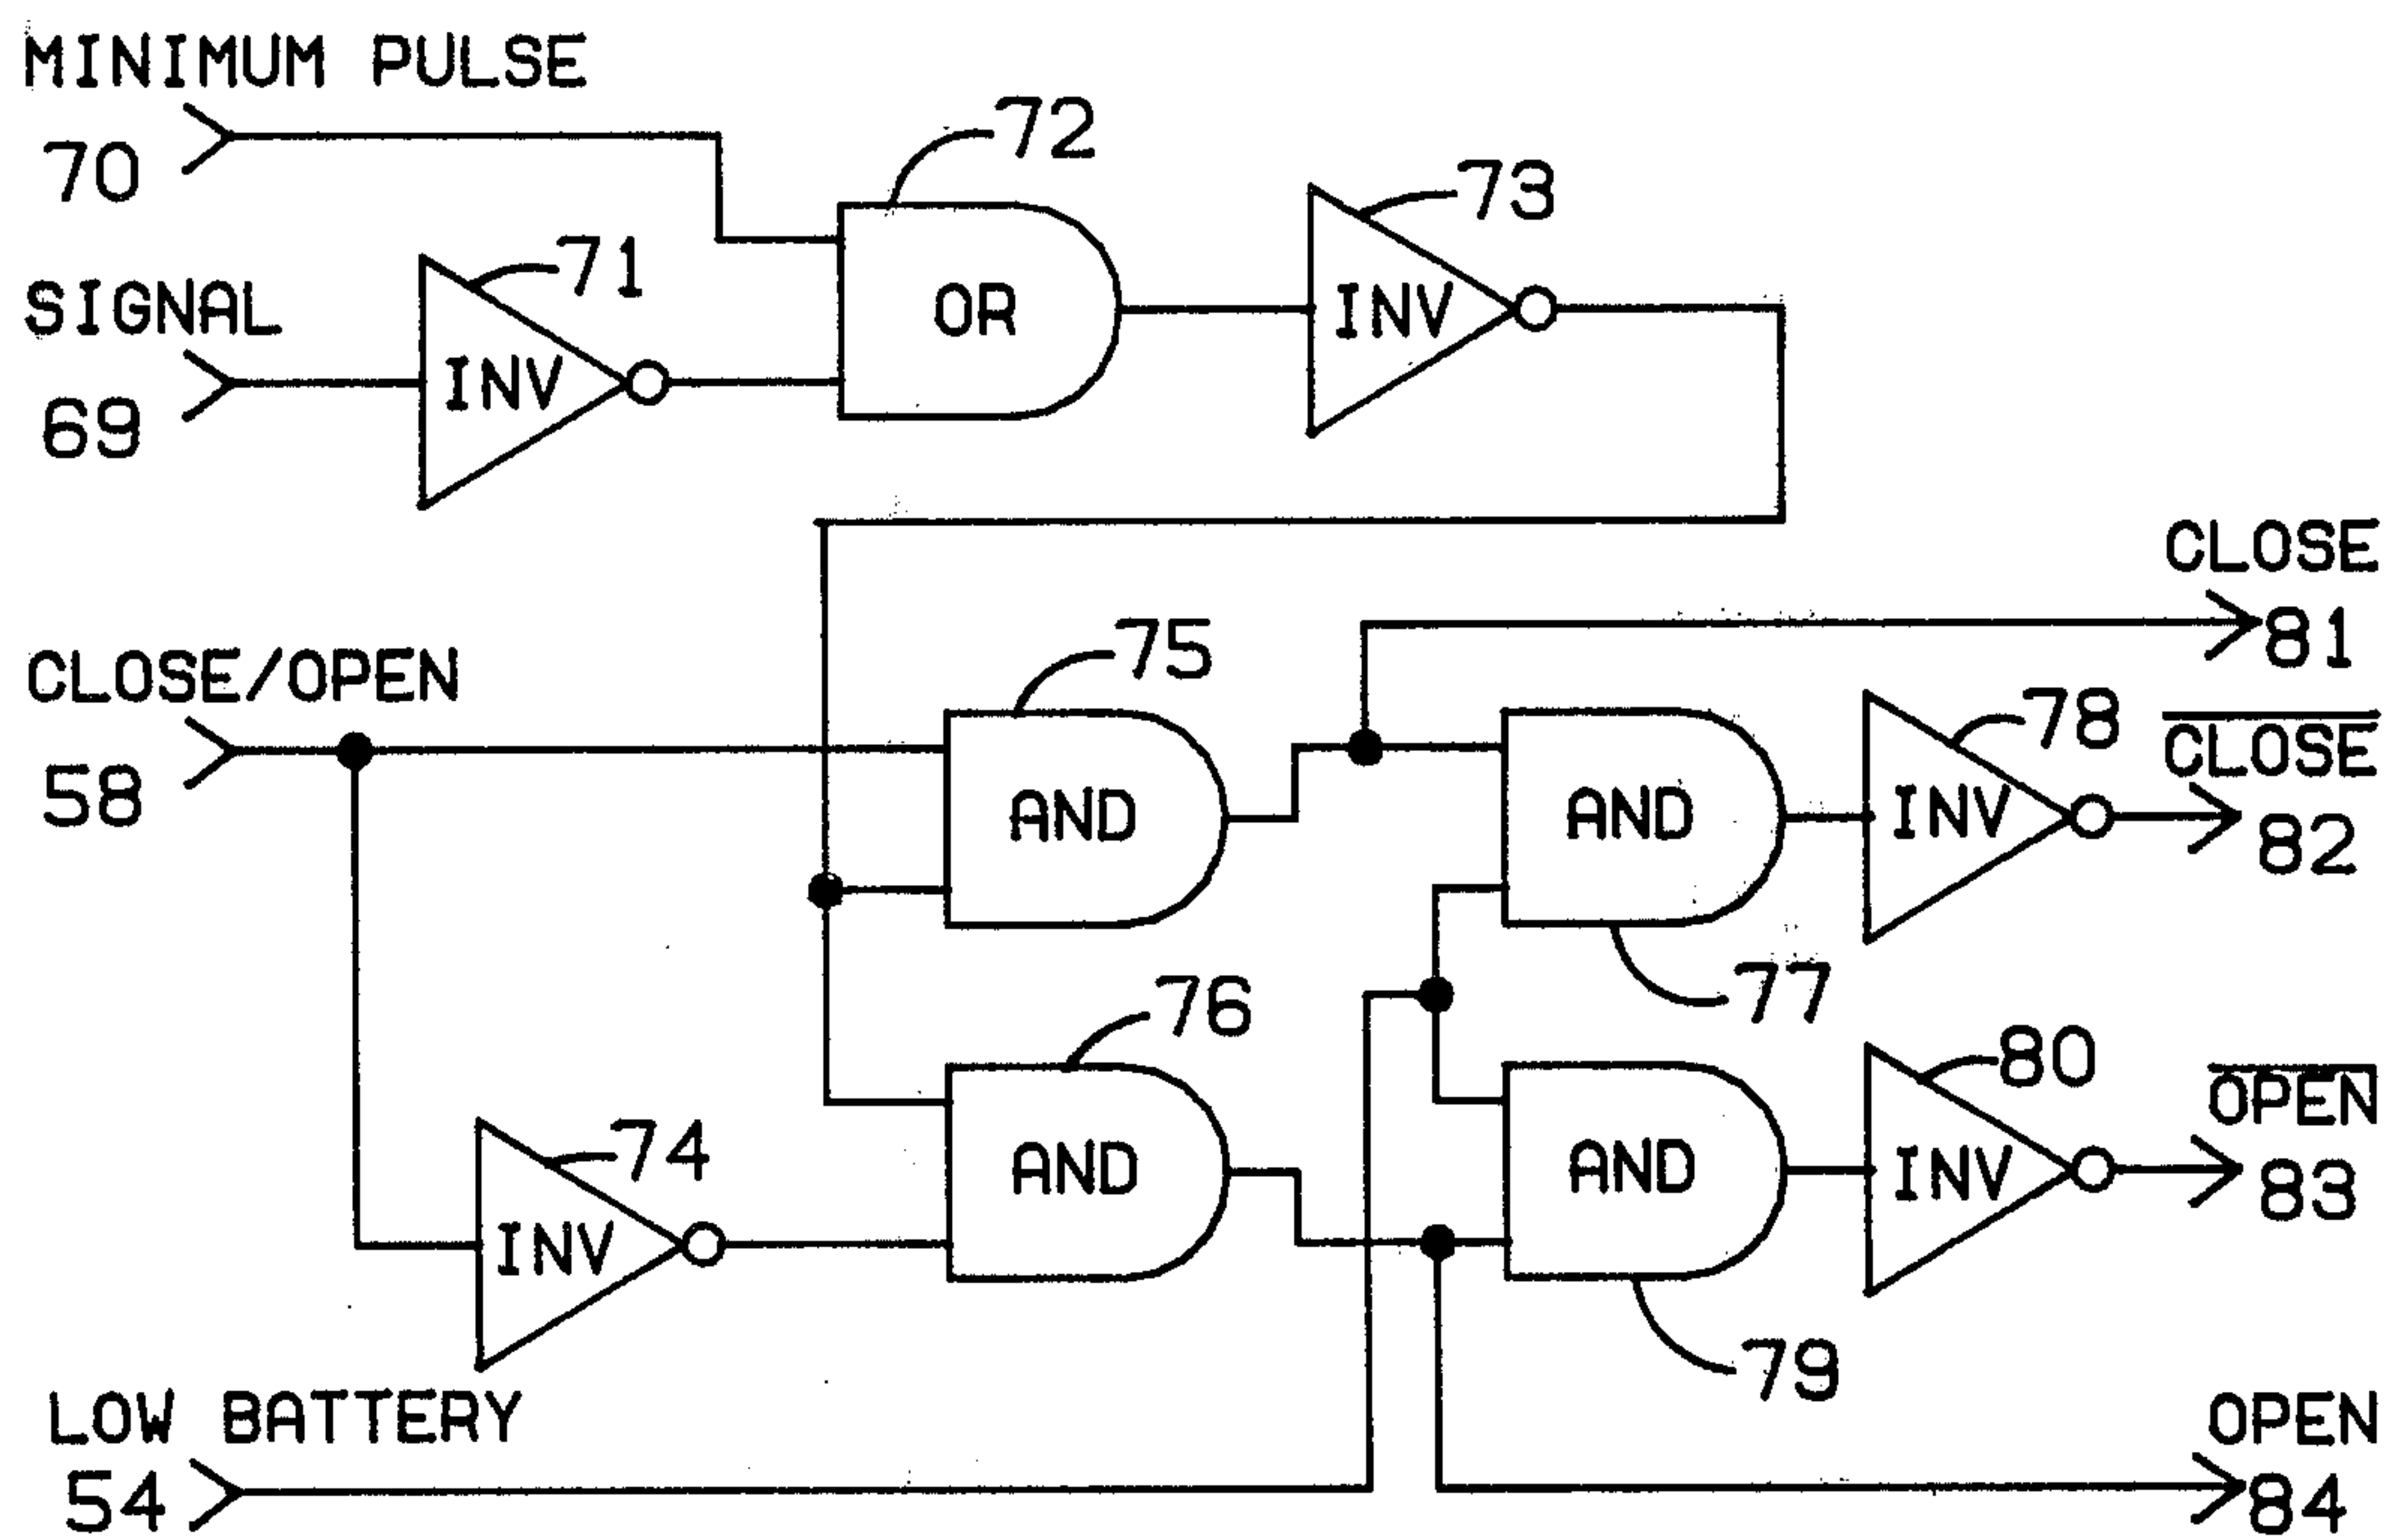 MINIMUM PULSE
70
72
73
SIGNAL
69
71
INV
OR
INV
CLOSE
81
CLOSE/OPEN
58
75
AND
AND
77
78
INV
CLOSE
82
76
AND
74
INV
AND
79
80
INV
OPEN
83
LOW BATTERY
54
OPEN
84